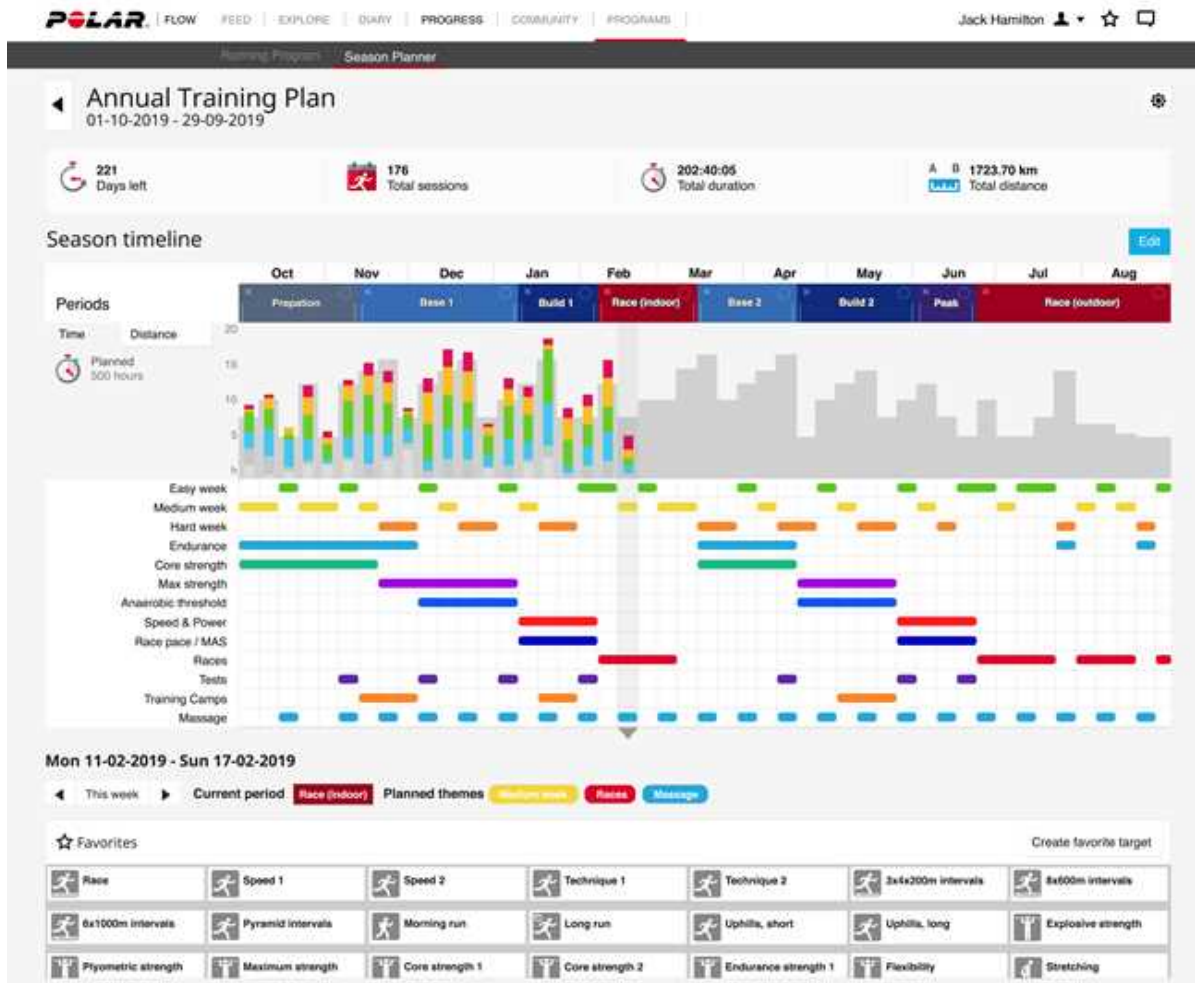 POLAR. FLOW FEED EXPLORE DIARY PROGRESS COMMUNITY PROGRAMS Jack Hamilton
Running Program Season Planner
Annual Training Plan
01-10-2019 - 29-09-2019
221 176 202:40:05 A B 1723.70 km
Days left Total sessions Total duration Total distance
Season timeline Edit
Oct Nov Dec Jan Feb Mar Apr May Jun Jul Aug
Periods Prepation Base 1 Build 1 Race (indoor) Base 2 Build 2 Peak Race (outdoor)
Time Distance 20
Planned 15
500 hours
10
5
h
Easy week
Medium week
Hard week
Endurance
Core strength
Max strength
Anaerobic threshold
Speed & Power
Race pace / MAS
Races
Tests
Training Camps
Massage
Mon 11-02-2019 - Sun 17-02-2019
This week Current period Race (indoor) Planned themes Medium week Races Massage
Favorites Create favorite target
Race Speed 1 Speed 2 Technique 1 Technique 2 3x4x200m intervals 8x600m intervals
6x1000m intervals Pyramid intervals Morning run Long run Uphills, short Uphills, long Explosive strength
Plyometric strength Maximum strength Core strength 1 Core strength 2 Endurance strength 1 Flexibility Stretching